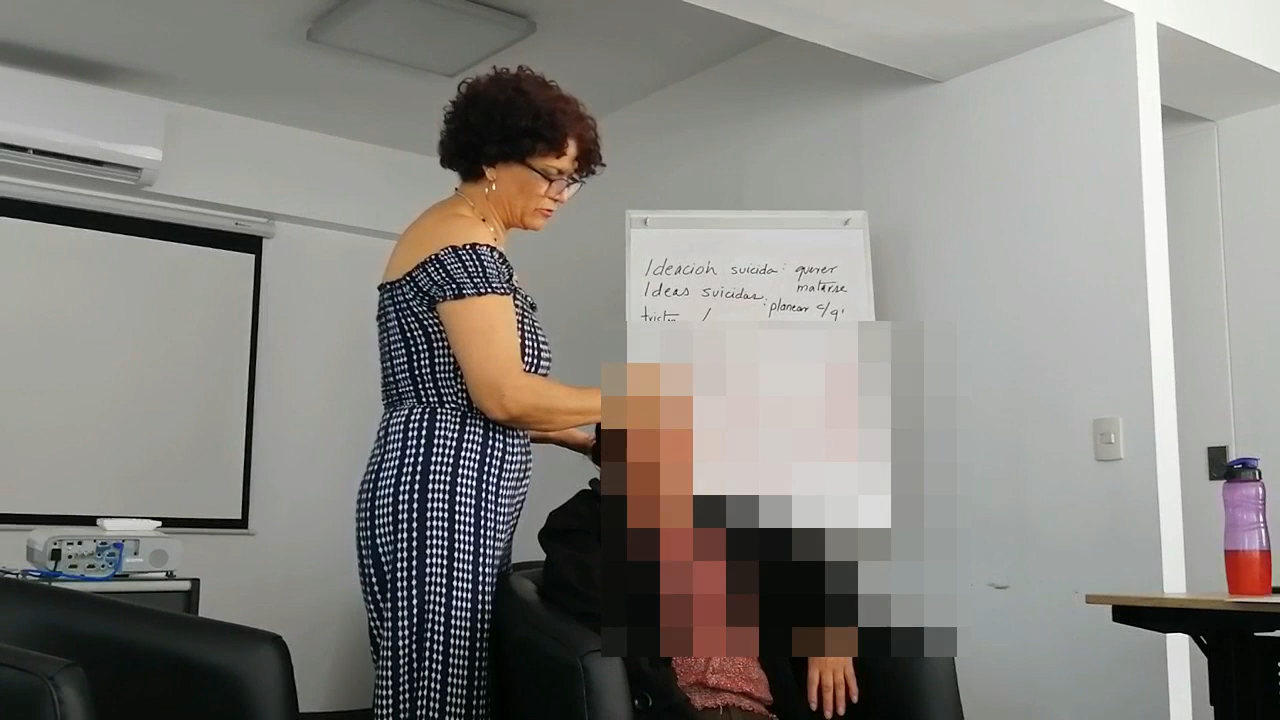 Ideacion suicida: querer
matarse
Ideas suicidas: planear c/q'